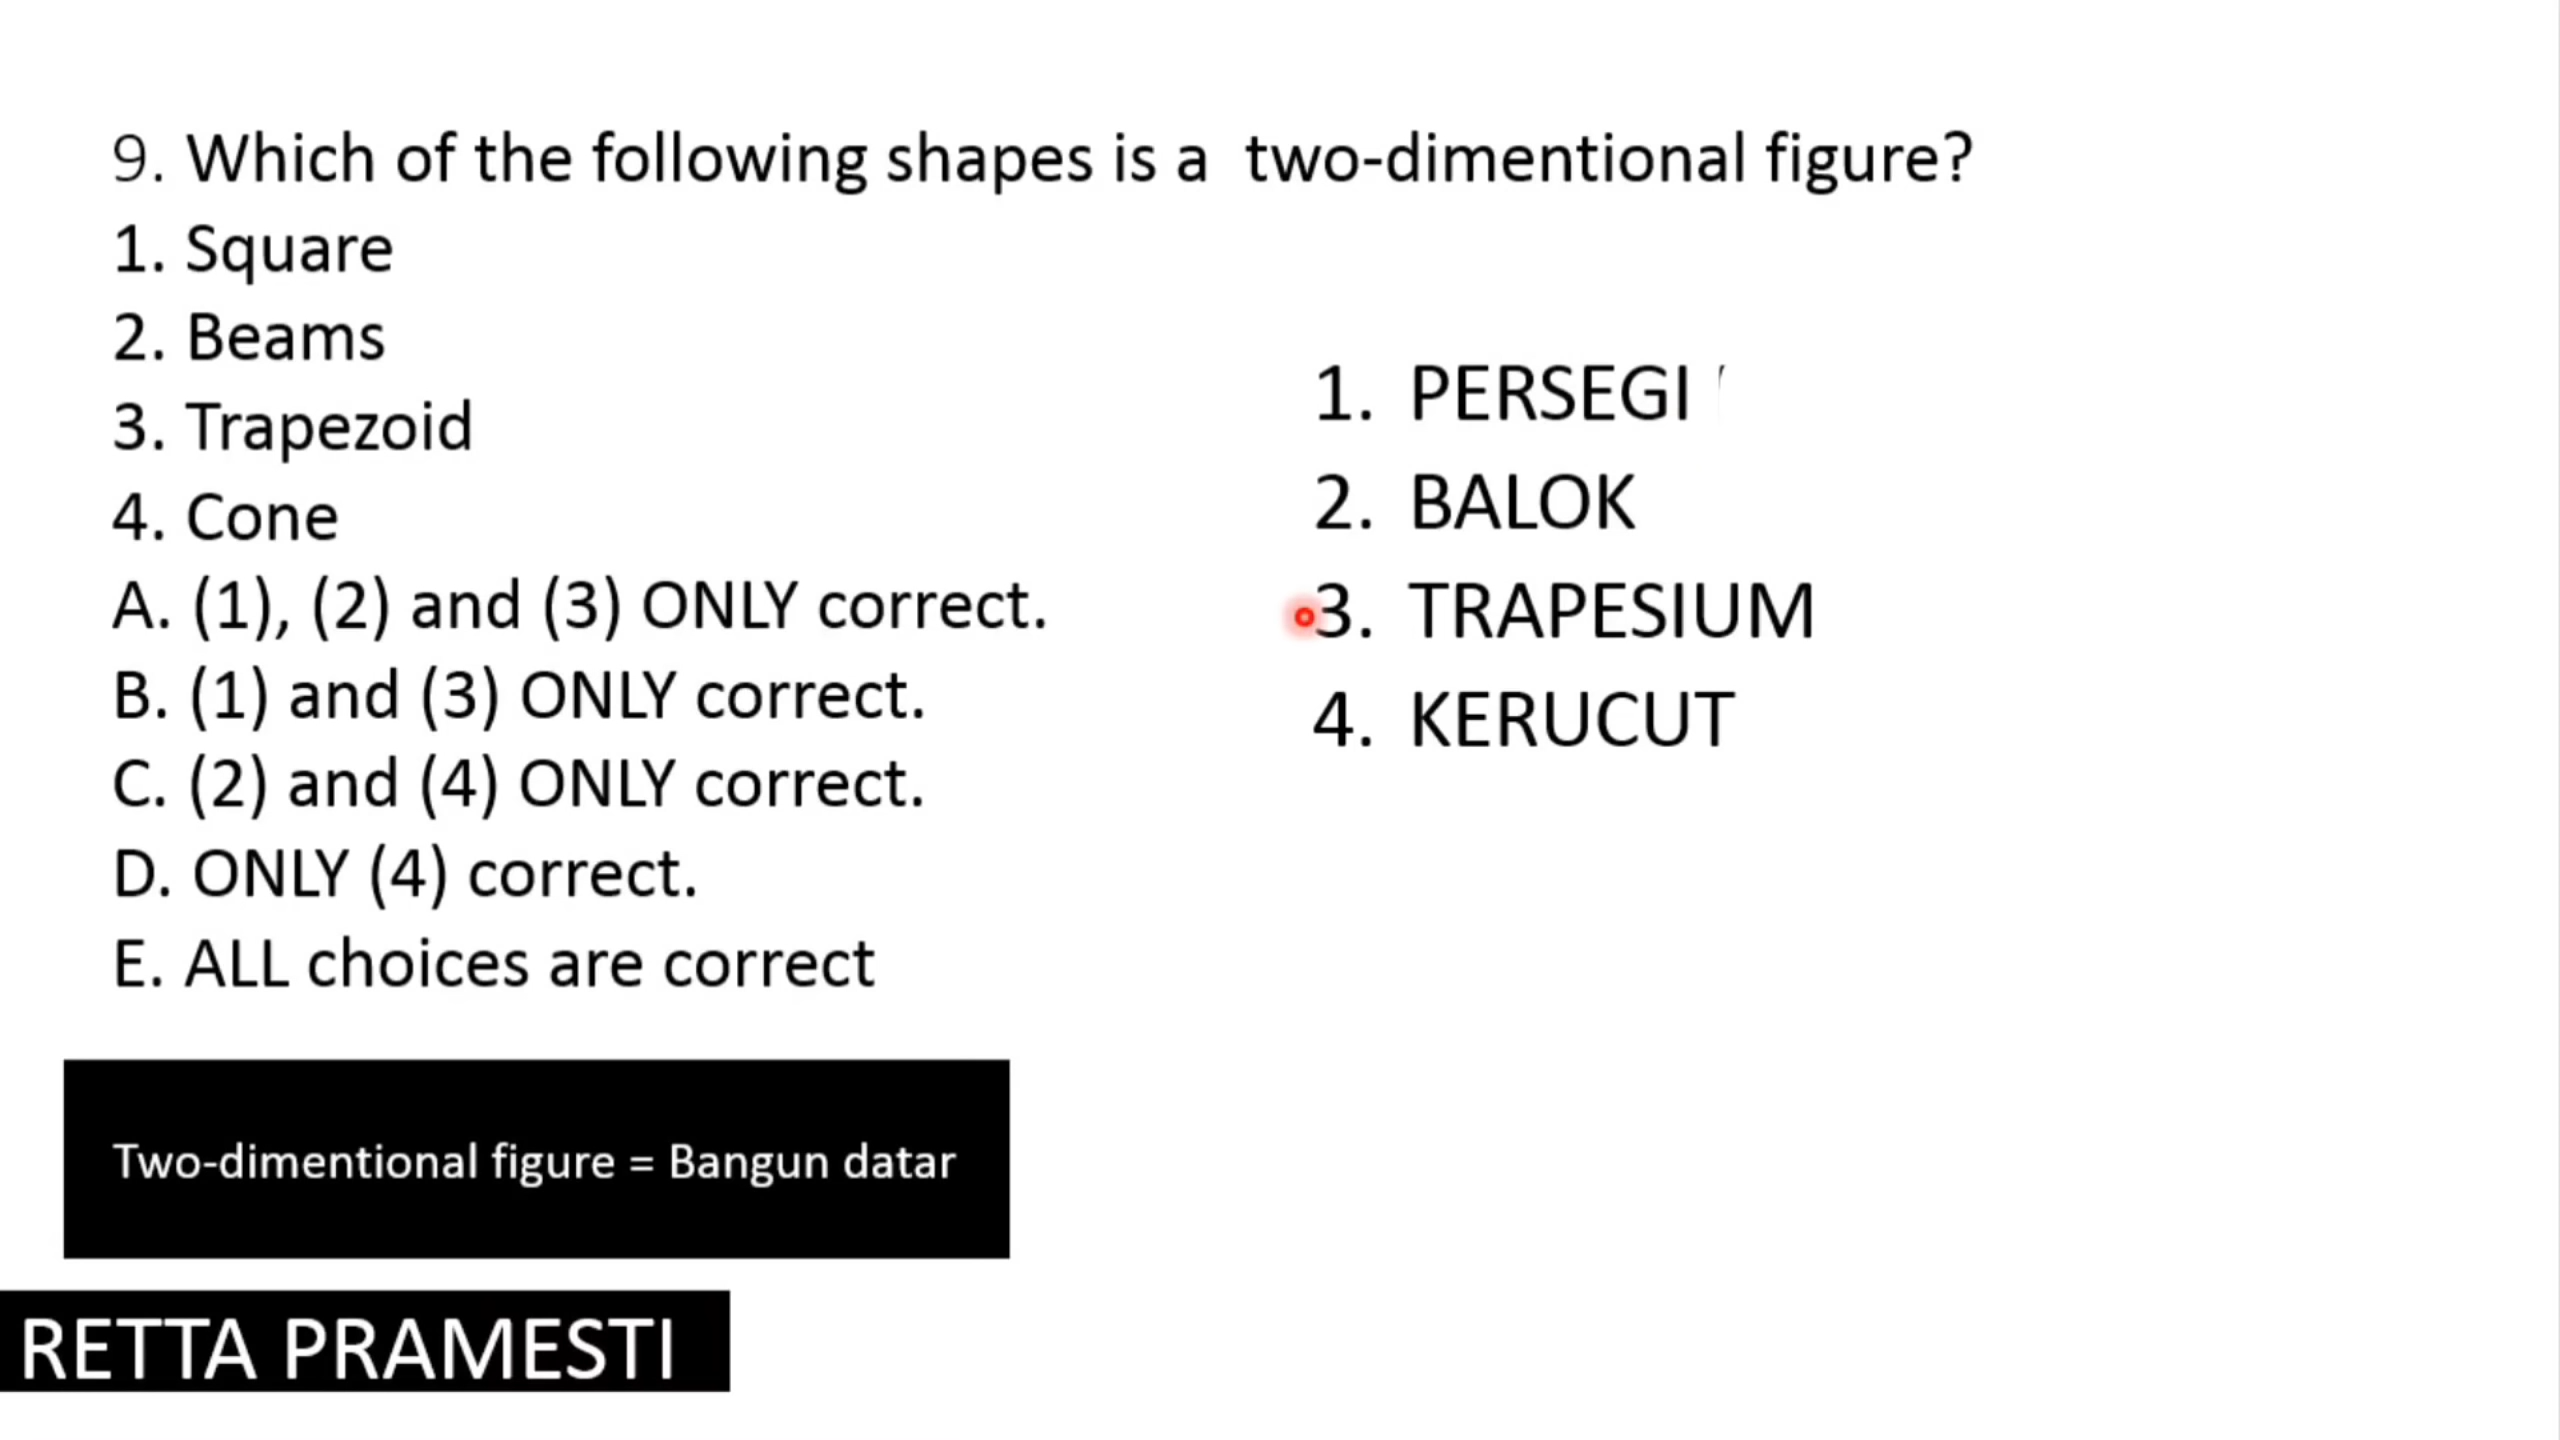 9. Which of the following shapes is a two-dimentional figure?
1. Square
2. Beams
3. Trapezoid
4. Cone
A. (1), (2) and (3) ONLY correct.
B. (1) and (3) ONLY correct.
C. (2) and (4) ONLY correct.
D. ONLY (4) correct.
E. ALL choices are correct
1. PERSEGI
2. BALOK
3. TRAPESIUM
4. KERUCUT
Two-dimentional figure = Bangun datar
RETTA PRAMESTI